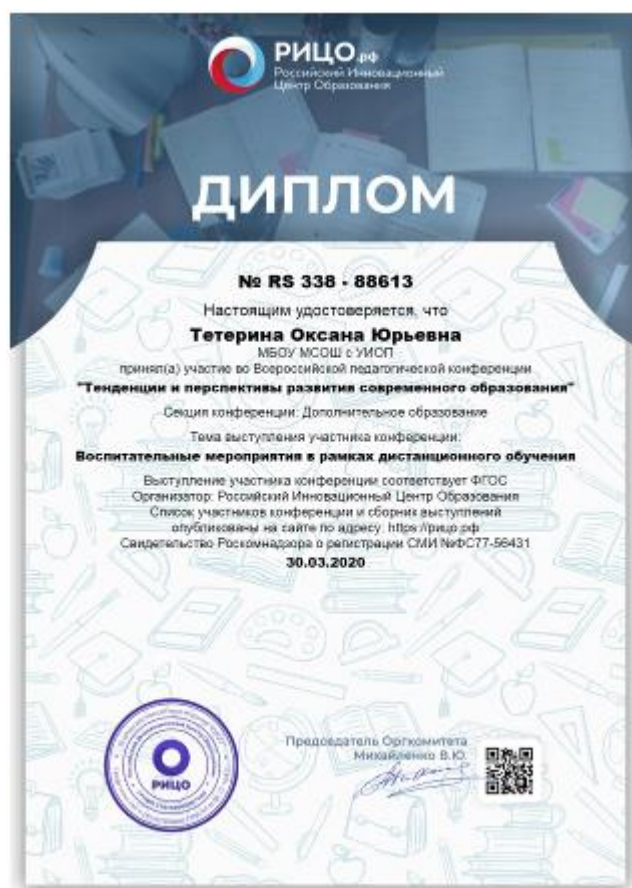 РИЦО.рф
Российский Инновационный
Центр Образования
ДИПЛОМ
№ RS 338 - 88613
Настоящим удостоверяется, что
Тетерина Оксана Юрьевна
МБОУ МСОШ с УИОП
принял(а) участие во Всероссийской педагогической конференции
"Тенденции и перспективы развития современного образования"
Секция конференции: Дополнительное образование
Тема выступления участника конференции:
Воспитательные мероприятия в рамках дистанционного обучения
Выступление участника конференции соответствует ФГОС
Организатор: Российский Инновационный Центр Образования
Список участников конференции и сборник выступлений
опубликованы на сайте по адресу: https://рицо.рф
Свидетельство Роскомнадзора о регистрации СМИ №ФС77-56431
30.03.2020
Председатель Оргкомитета
Михайленко В.Ю.
РИЦО